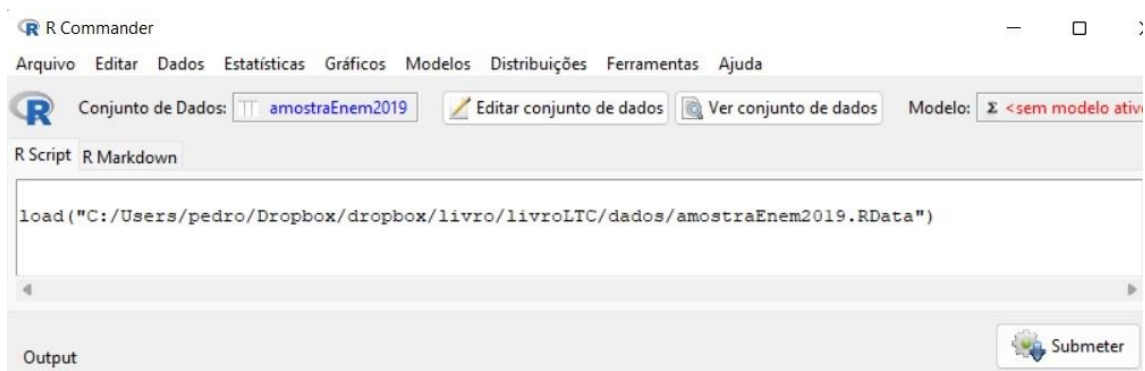 R Commander
Arquivo Editar Dados Estatísticas Gráficos Modelos Distribuições Ferramentas Ajuda
R Conjunto de Dados: amostraEnem2019 Editar conjunto de dados Ver conjunto de dados Modelo: Σ <sem modelo ativ
R Script R Markdown
load("C:/Users/pedro/Dropbox/dropbox/livro/livroLTC/dados/amostraEnem2019.RData")
Submeter
Output